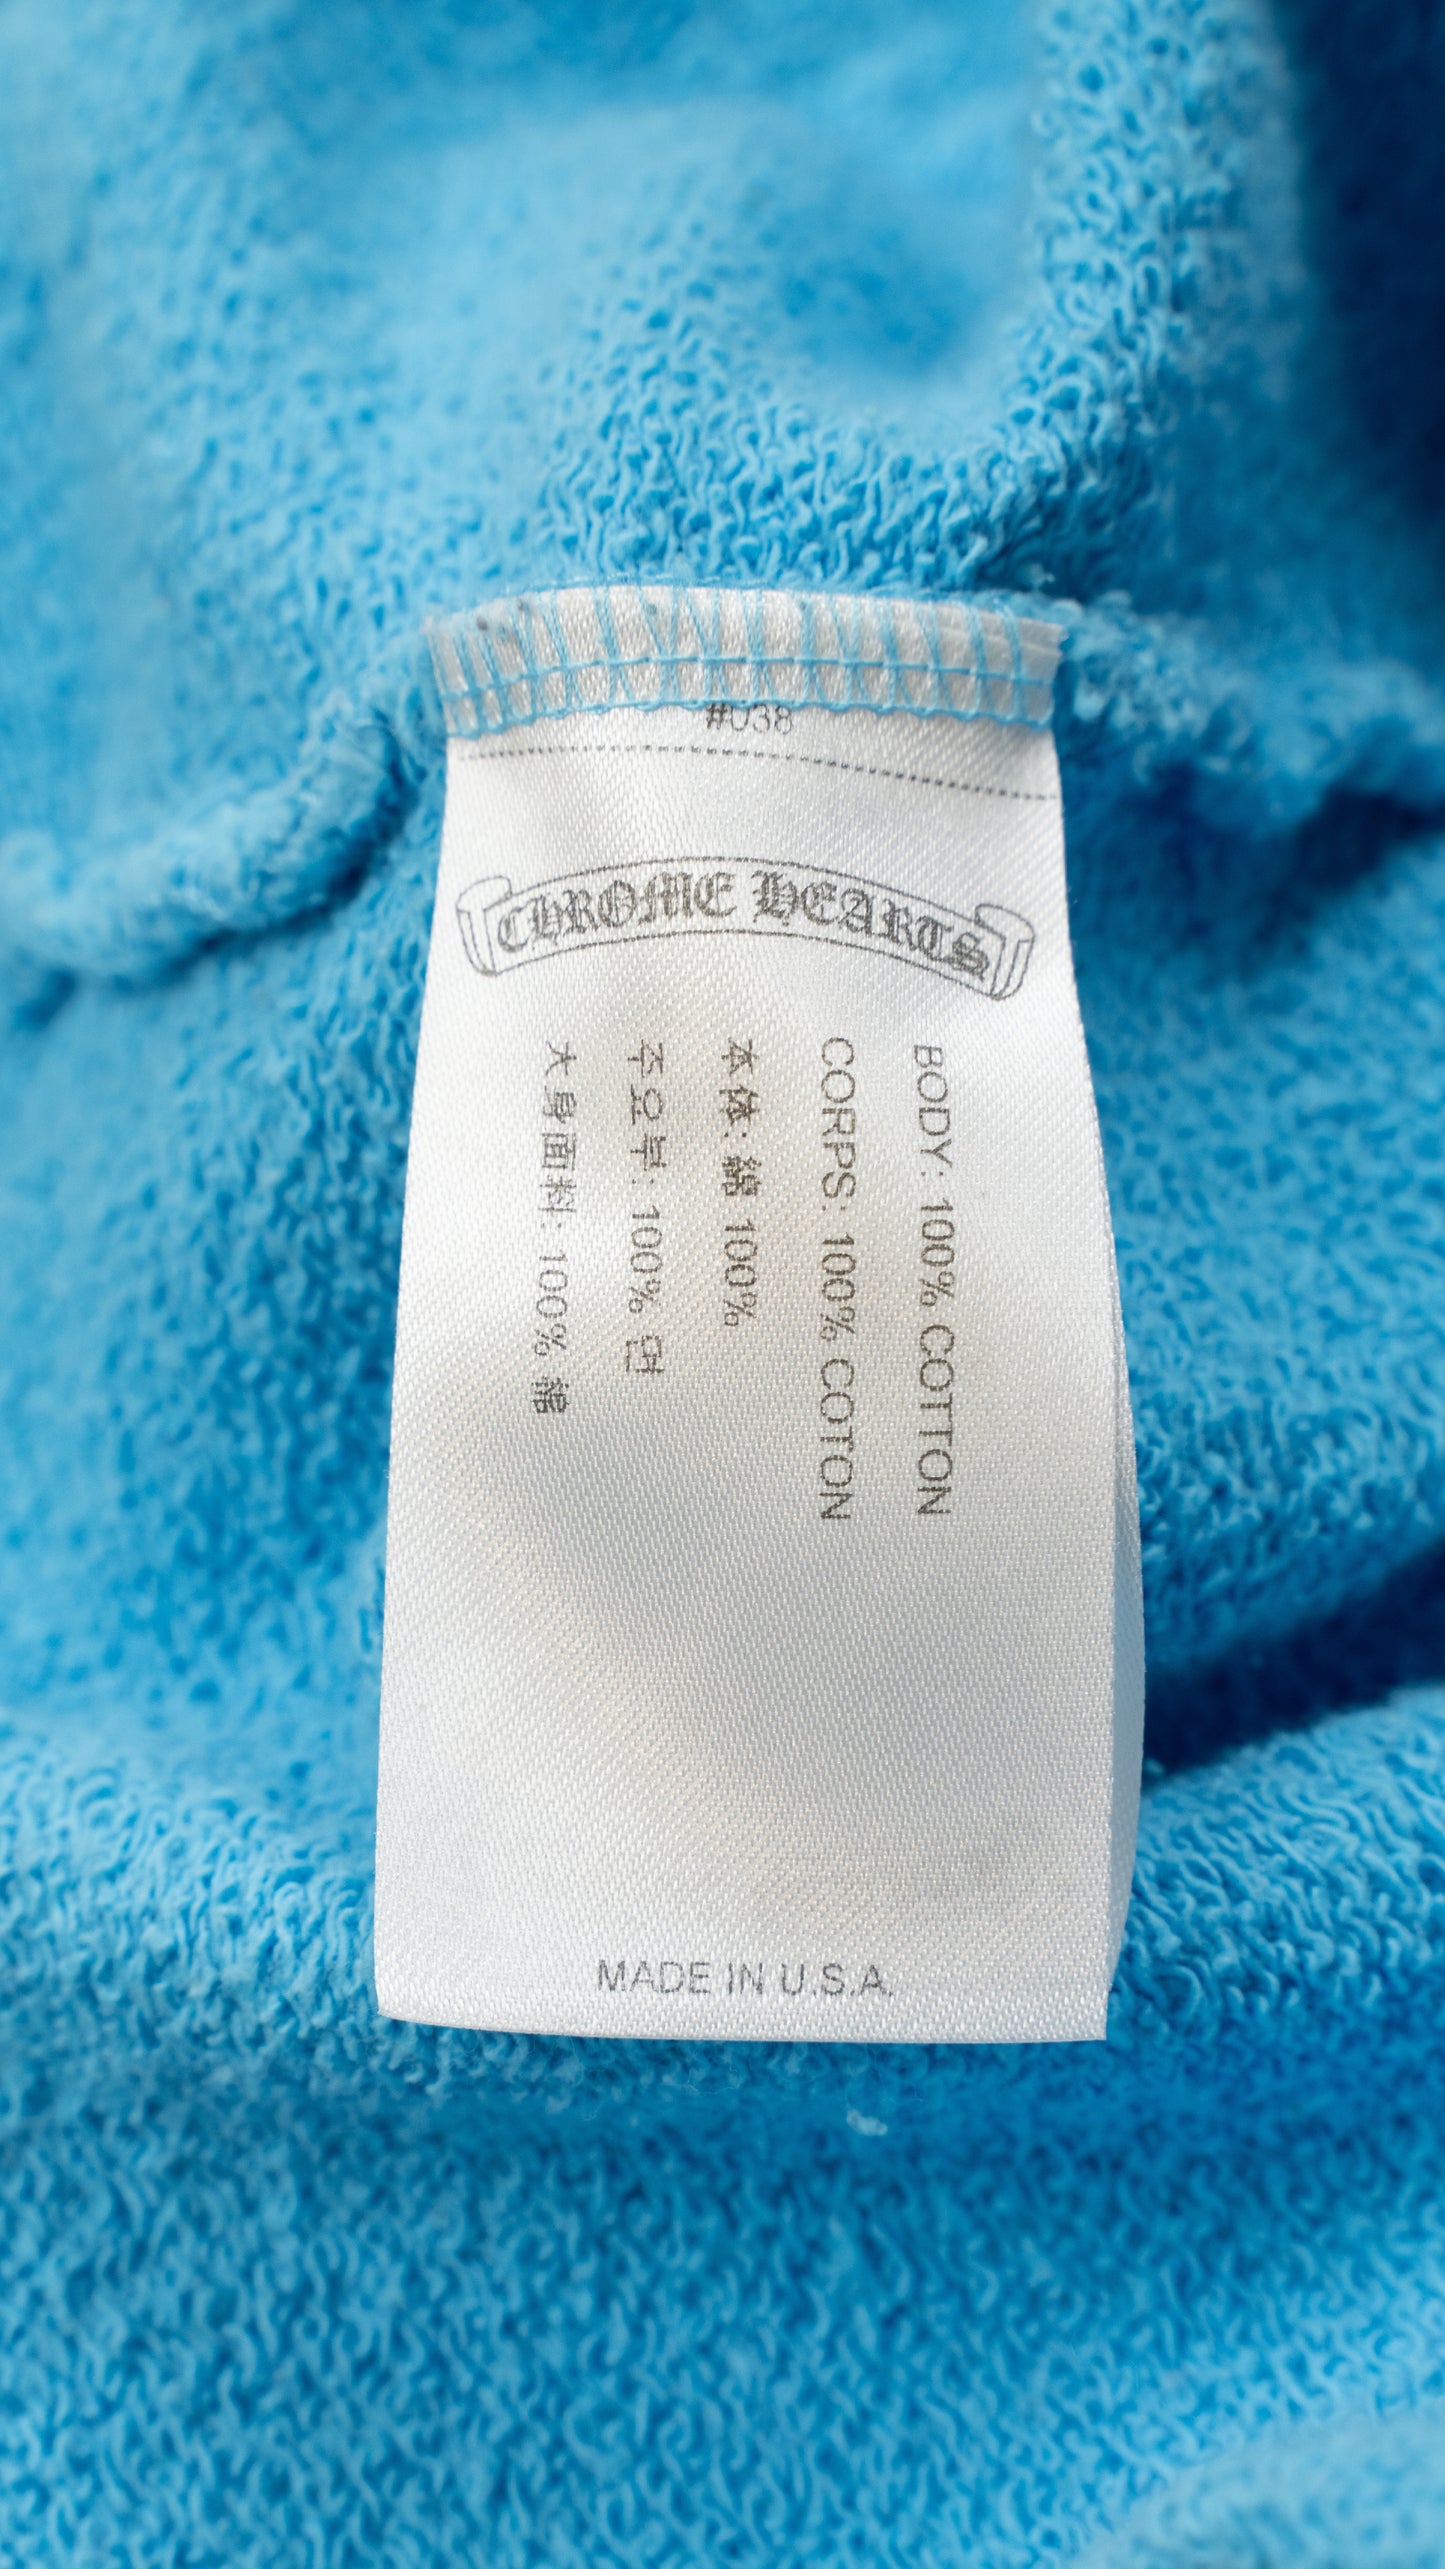 #038
CHROME HEARTS
BODY: 100% COTTON
CORPS: 100% COTON
本体: 綿 100%
주요부: 100% 면
大身面料: 100% 綿
MADE IN U.S.A.